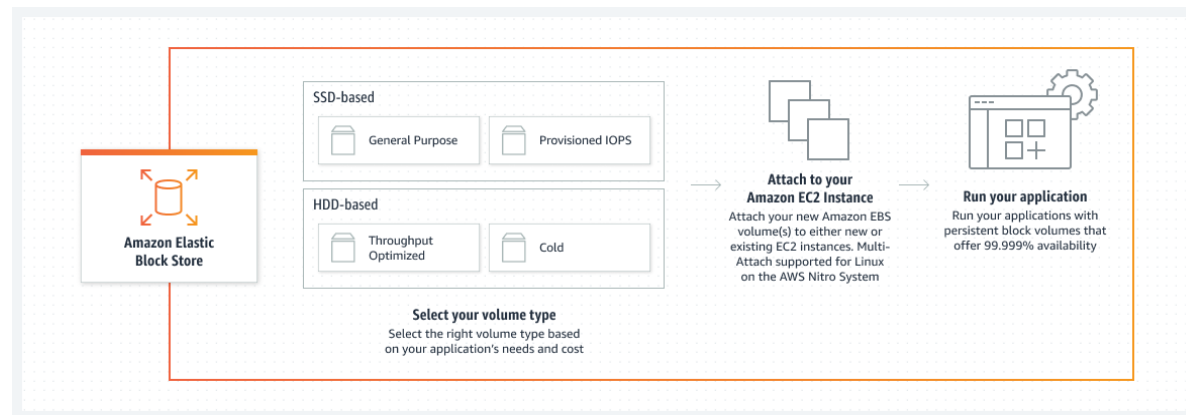 Amazon Elastic
Block Store
SSD-based
General Purpose
Provisioned IOPS
HDD-based
Throughput
Optimized
Cold
Select your volume type
Select the right volume type based
on your application's needs and cost
Attach to your
Amazon EC2 Instance
Attach your new Amazon EBS
volume(s) to either new or
existing EC2 instances. Multi-
Attach supported for Linux
on the AWS Nitro System
Run your application
Run your applications with
persistent block volumes that
offer 99.999% availability